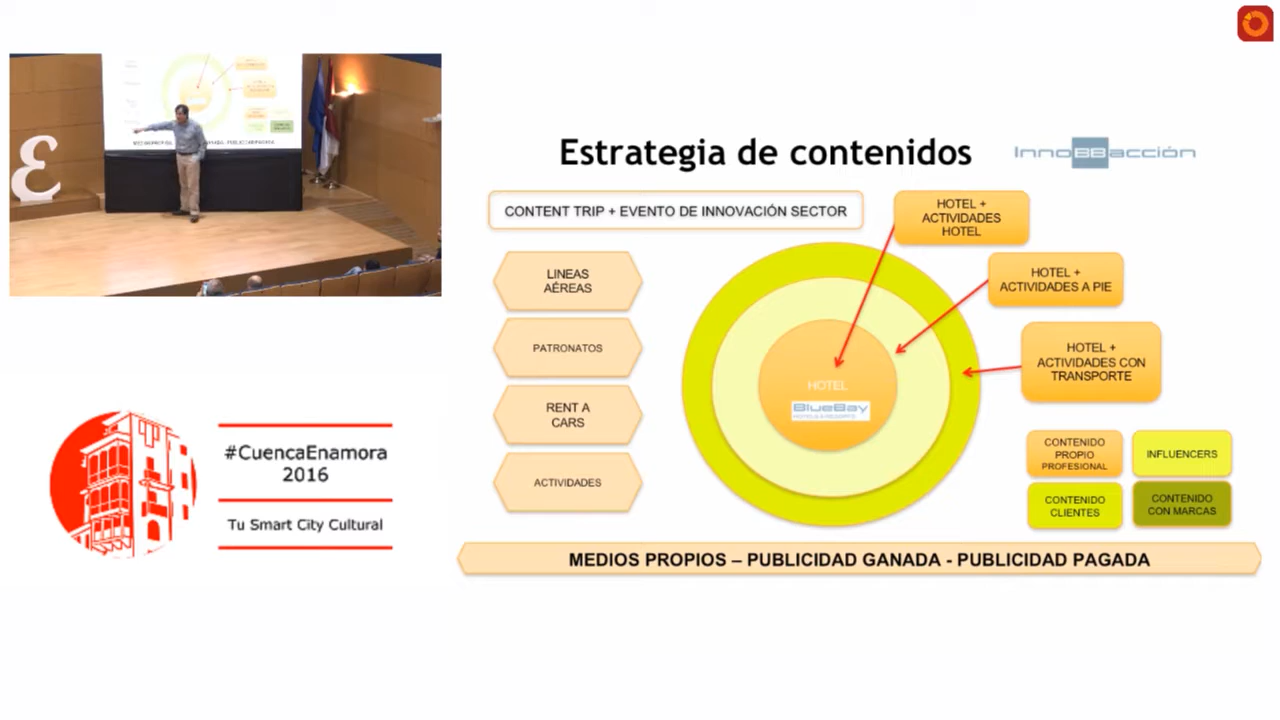 Estrategia de contenidos
InnoBBacción
CONTENT TRIP + EVENTO DE INNOVACIÓN SECTOR
HOTEL +
ACTIVIDADES
HOTEL
HOTEL +
ACTIVIDADES A PIE
HOTEL +
ACTIVIDADES CON
TRANSPORTE
LINEAS
AÉREAS
PATRONATOS
RENT A
CARS
ACTIVIDADES
HOTEL
BlueBay
CONTENIDO
PROPIO
PROFESIONAL
INFLUENCERS
CONTENIDO
CLIENTES
CONTENIDO
CON MARCAS
MEDIOS PROPIOS – PUBLICIDAD GANADA - PUBLICIDAD PAGADA
#CuencaEnamora
2016
Tu Smart City Cultural